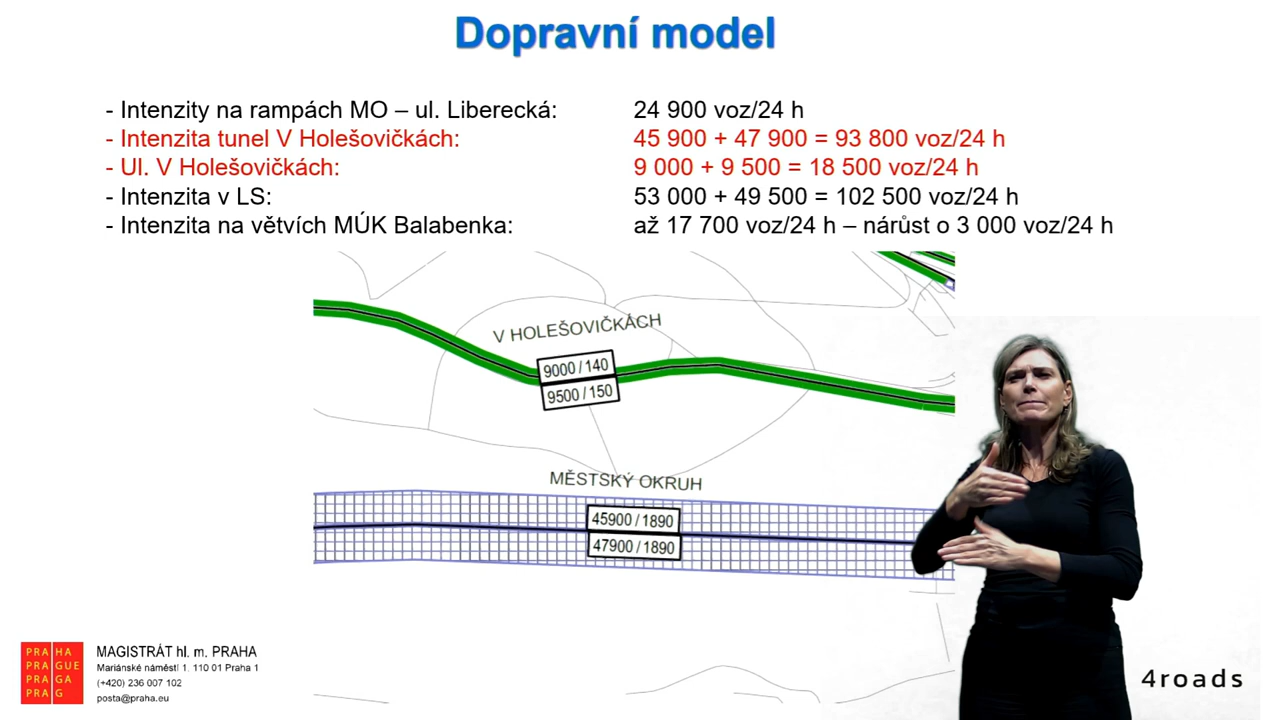 Dopravní model
- Intenzity na rampách MO – ul. Liberecká: 24 900 voz/24 h
- Intenzita tunel V Holešovičkách: 45 900 + 47 900 = 93 800 voz/24 h
- Ul. V Holešovičkách: 9 000 + 9 500 = 18 500 voz/24 h
- Intenzita v LS: 53 000 + 49 500 = 102 500 voz/24 h
- Intenzita na větvích MÚK Balabenka: až 17 700 voz/24 h – nárůst o 3 000 voz/24 h
V HOLEŠOVIČKÁCH
9000 / 140
9500 / 150
MĚSTSKÝ OKRUH
45900 / 1890
47900 / 1890
PRA HA
PRA GUE
PRA GA
PRA G
MAGISTRÁT hl. m. PRAHA
Mariánské náměstí 1. 110 01 Praha 1
(+420) 236 007 102
posta@praha.eu
4roads